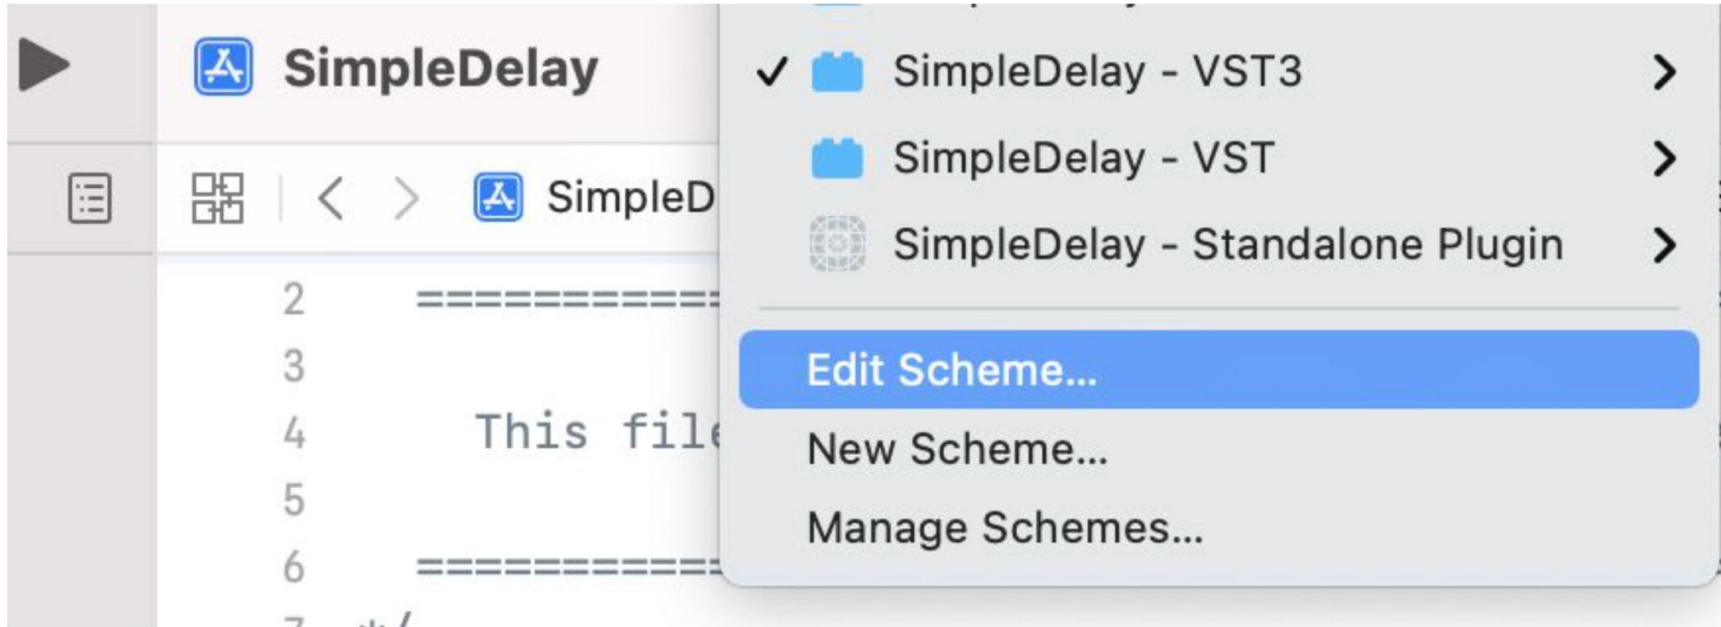 SimpleDelay
SimpleDelay - VST3
SimpleDelay - VST
SimpleDelay - Standalone Plugin
Edit Scheme...
New Scheme...
Manage Schemes...
SimpleD
2 ===========
3
4 This file
5
6 ===========
7 */